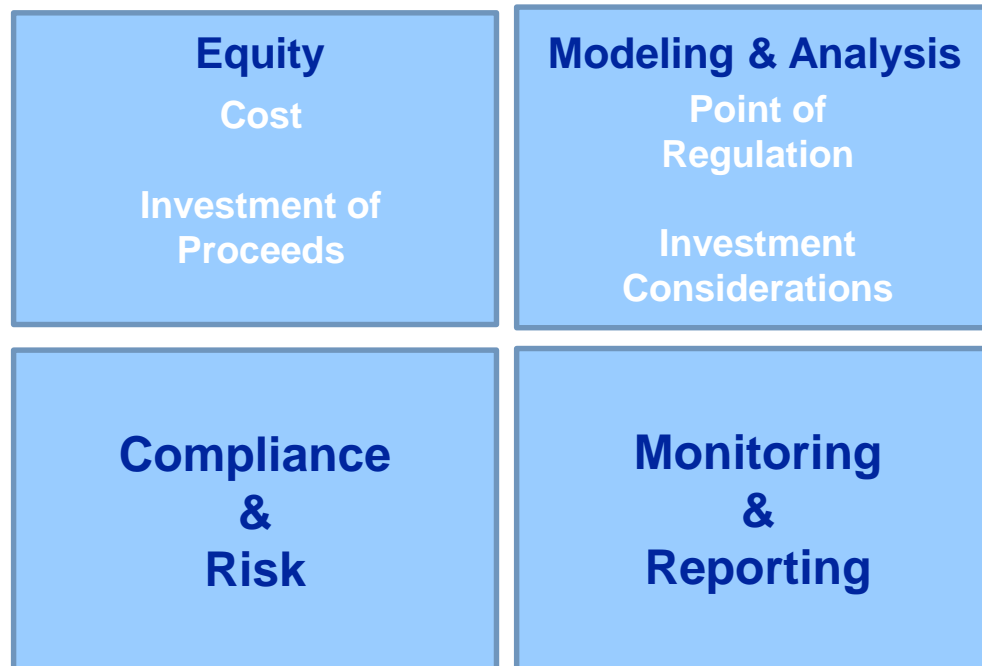 Equity
Cost
Investment of
Proceeds
Modeling & Analysis
Point of
Regulation
Investment
Considerations
Compliance
&
Risk
Monitoring
&
Reporting